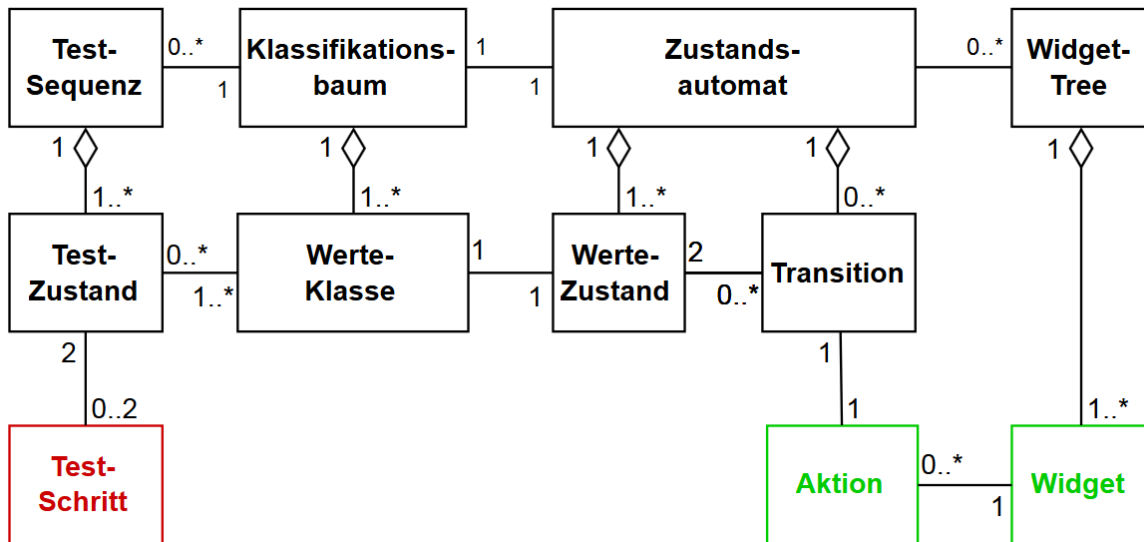 Test-
Sequenz
0..*
1
Klassifikations-
baum
1
1
Zustands-
automat
0..*
Widget-
Tree
1
1..*
1
1..*
1
1..*
1
0..*
1
1..*
Test-
Zustand
0..*
1..*
Werte-
Klasse
1
1
Werte-
Zustand
2
0..*
Transition
2
0..2
1
1
Test-
Schritt
Aktion
0..*
1
Widget